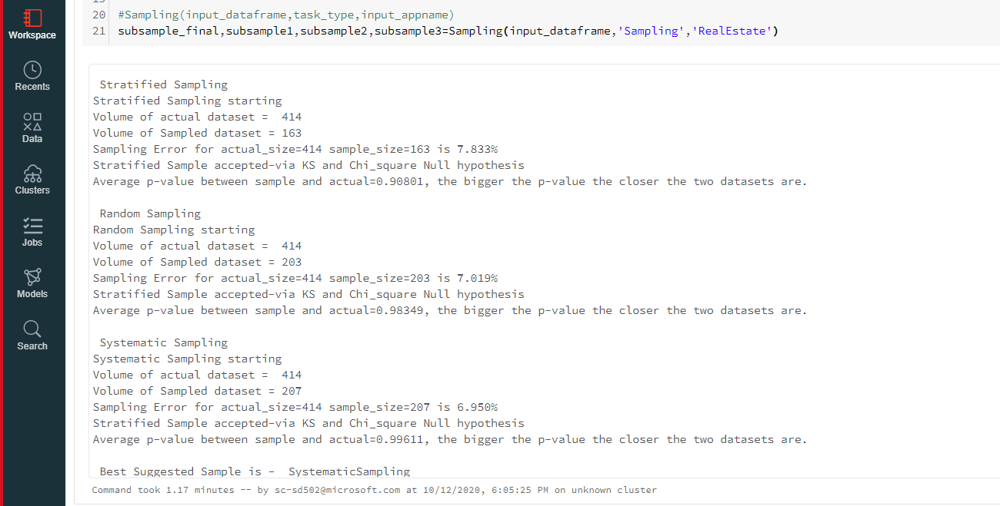 Workspace
Recents
Data
Clusters
Jobs
Models
Search
20 #Sampling(input_dataframe,task_type,input_appname)
21 subsample_final,subsample1,subsample2,subsample3=Sampling(input_dataframe,'Sampling','RealEstate')
Stratified Sampling
Stratified Sampling starting
Volume of actual dataset =  414
Volume of Sampled dataset = 163
Sampling Error for actual_size=414 sample_size=163 is 7.833%
Stratified Sample accepted-via KS and Chi_square Null hypothesis
Average p-value between sample and actual=0.90801, the bigger the p-value the closer the two datasets are.
Random Sampling
Random Sampling starting
Volume of actual dataset =  414
Volume of Sampled dataset = 203
Sampling Error for actual_size=414 sample_size=203 is 7.019%
Stratified Sample accepted-via KS and Chi_square Null hypothesis
Average p-value between sample and actual=0.98349, the bigger the p-value the closer the two datasets are.
Systematic Sampling
Systematic Sampling starting
Volume of actual dataset =  414
Volume of Sampled dataset = 207
Sampling Error for actual_size=414 sample_size=207 is 6.950%
Stratified Sample accepted-via KS and Chi_square Null hypothesis
Average p-value between sample and actual=0.99611, the bigger the p-value the closer the two datasets are.
Best Suggested Sample is -  SystematicSampling
Command took 1.17 minutes -- by sc-sd502@microsoft.com at 10/12/2020, 6:05:25 PM on unknown cluster